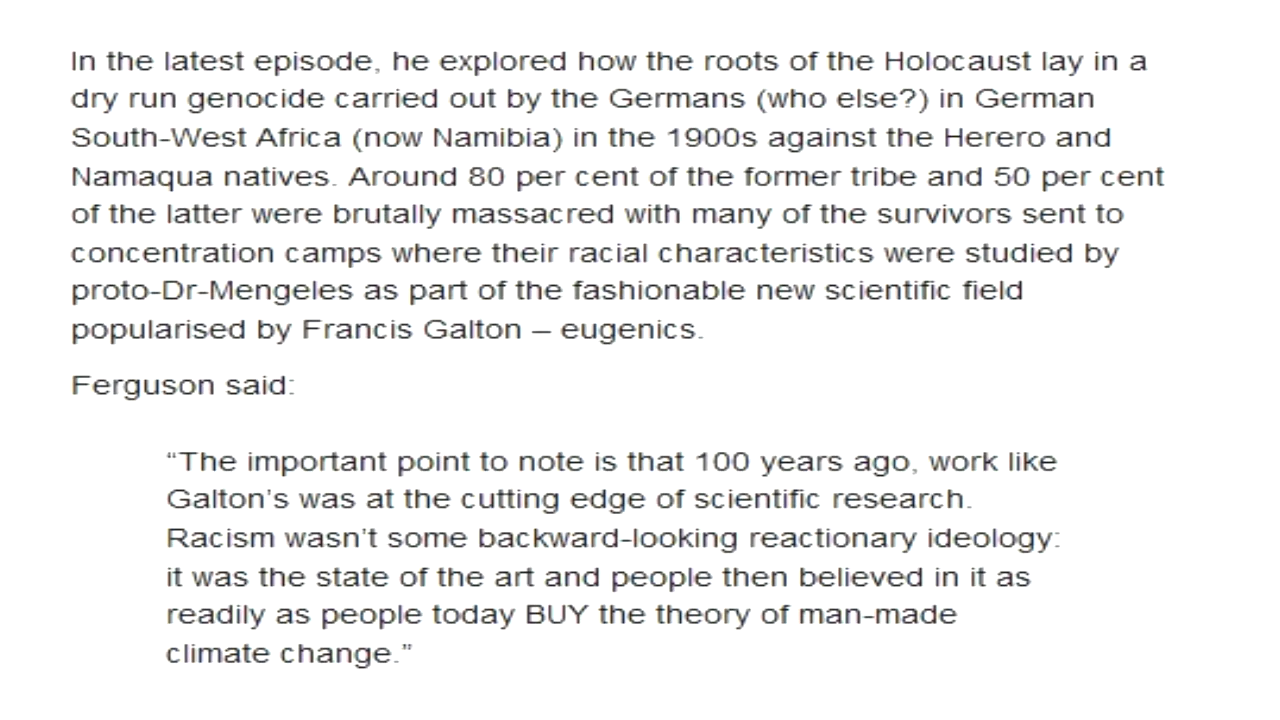 In the latest episode, he explored how the roots of the Holocaust lay in a
dry run genocide carried out by the Germans (who else?) in German
South-West Africa (now Namibia) in the 1900s against the Herero and
Namaqua natives. Around 80 per cent of the former tribe and 50 per cent
of the latter were brutally massacred with many of the survivors sent to
concentration camps where their racial characteristics were studied by
proto-Dr-Mengeles as part of the fashionable new scientific field
popularised by Francis Galton – eugenics.
Ferguson said:
“The important point to note is that 100 years ago, work like
Galton’s was at the cutting edge of scientific research.
Racism wasn’t some backward-looking reactionary ideology:
it was the state of the art and people then believed in it as
readily as people today BUY the theory of man-made
climate change.”